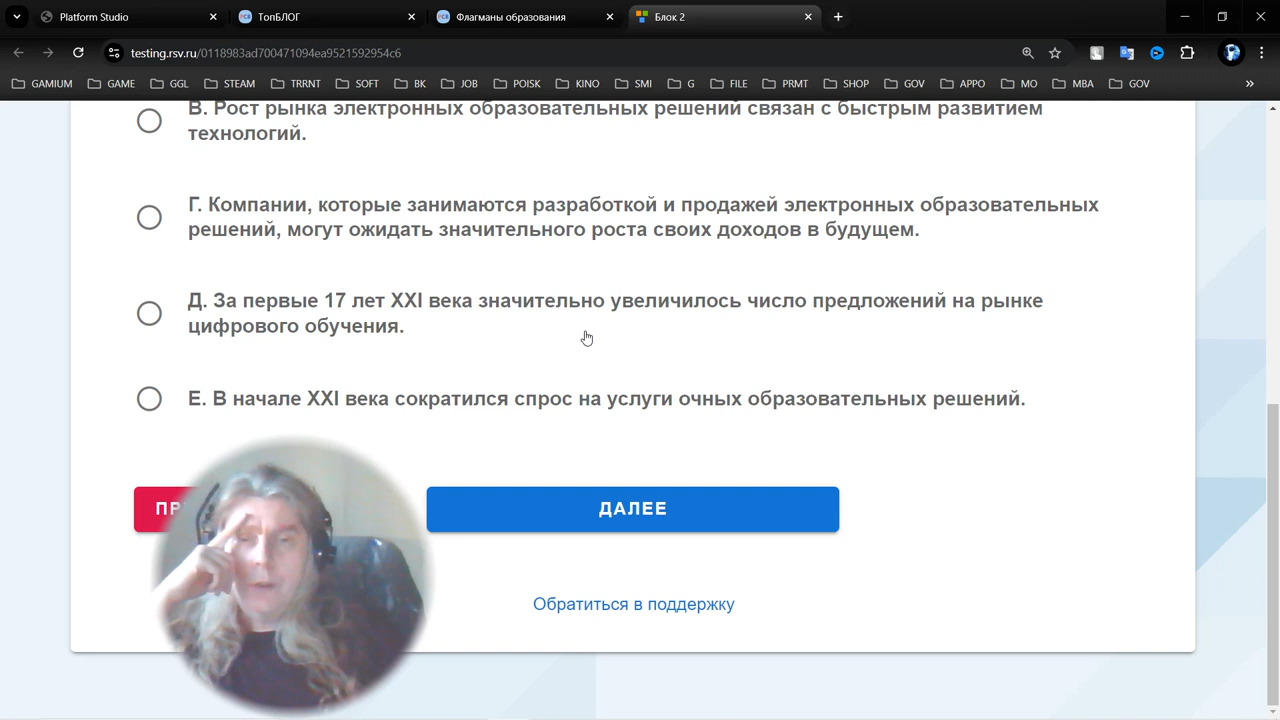 Platform Studio
ТопБЛОГ
Флагманы образования
Блок 2
testing.rsv.ru/0118983ad700471094ea9521592954c6
GAMIUM GAME GGL STEAM TRRNT SOFT BK JOB POISK KINO SMI G FILE PRMT SHOP GOV APPO MO MBA GOV
В. Рост рынка электронных образовательных решений связан с быстрым развитием
технологий.
Г. Компании, которые занимаются разработкой и продажей электронных образовательных
решений, могут ожидать значительного роста своих доходов в будущем.
Д. За первые 17 лет XXI века значительно увеличилось число предложений на рынке
цифрового обучения.
Е. В начале XXI века сократился спрос на услуги очных образовательных решений.
ДАЛЕЕ
Обратиться в поддержку